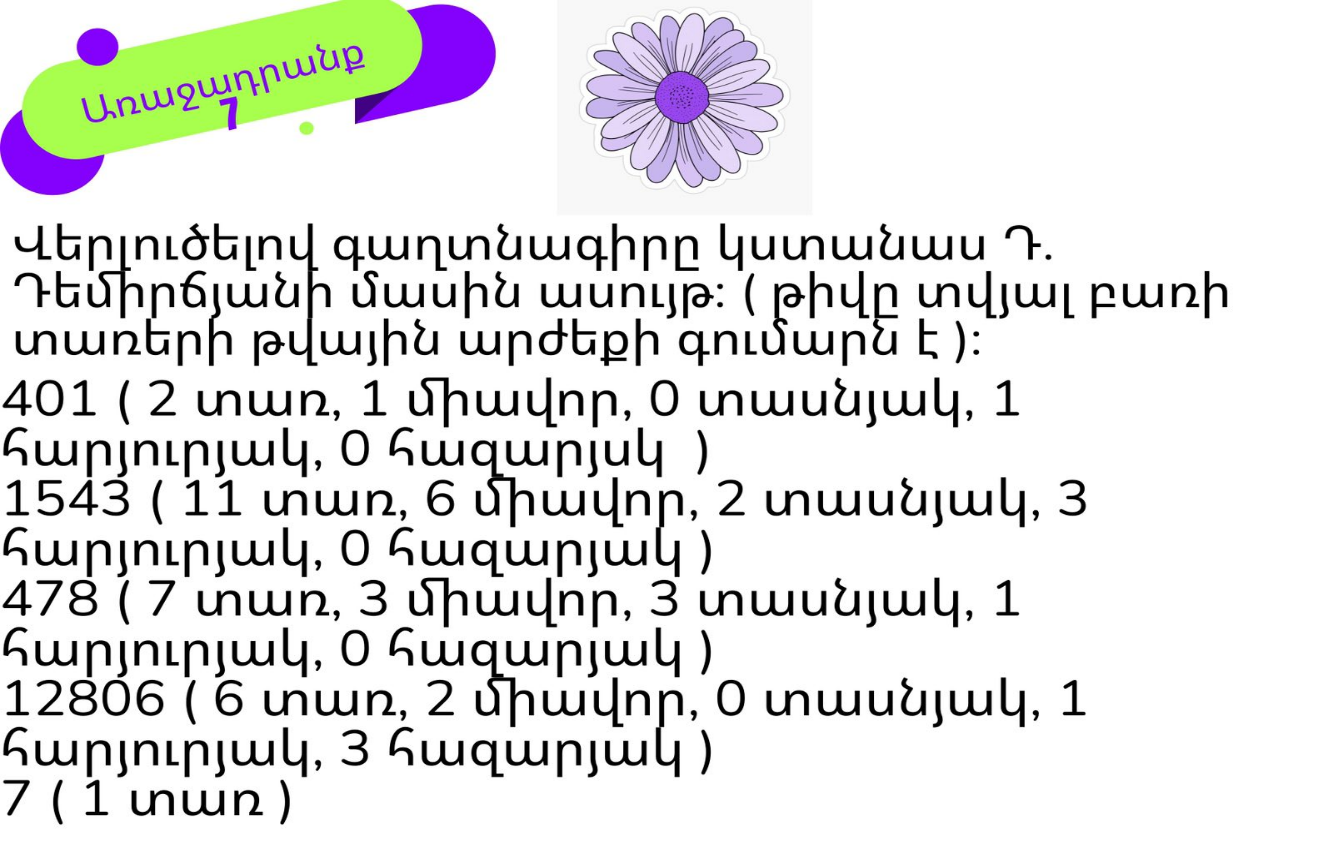 Առաջադրանք
7
Վերլուծելով գաղտնագիրը կստանաս Դ.
Դեմիրճյանի մասին ասույթ: ( թիվը տվյալ բառի
տառերի թվային արժեքի գումարն է ):
401 ( 2 տառ, 1 միավոր, 0 տասնյակ, 1
հարյուրյակ, 0 հազարյսկ )
1543 ( 11 տառ, 6 միավոր, 2 տասնյակ, 3
հարյուրյակ, 0 հազարյակ )
478 ( 7 տառ, 3 միավոր, 3 տասնյակ, 1
հարյուրյակ, 0 հազարյակ )
12806 ( 6 տառ, 2 միավոր, 0 տասնյակ, 1
հարյուրյակ, 3 հազարյակ )
7 ( 1 տառ )